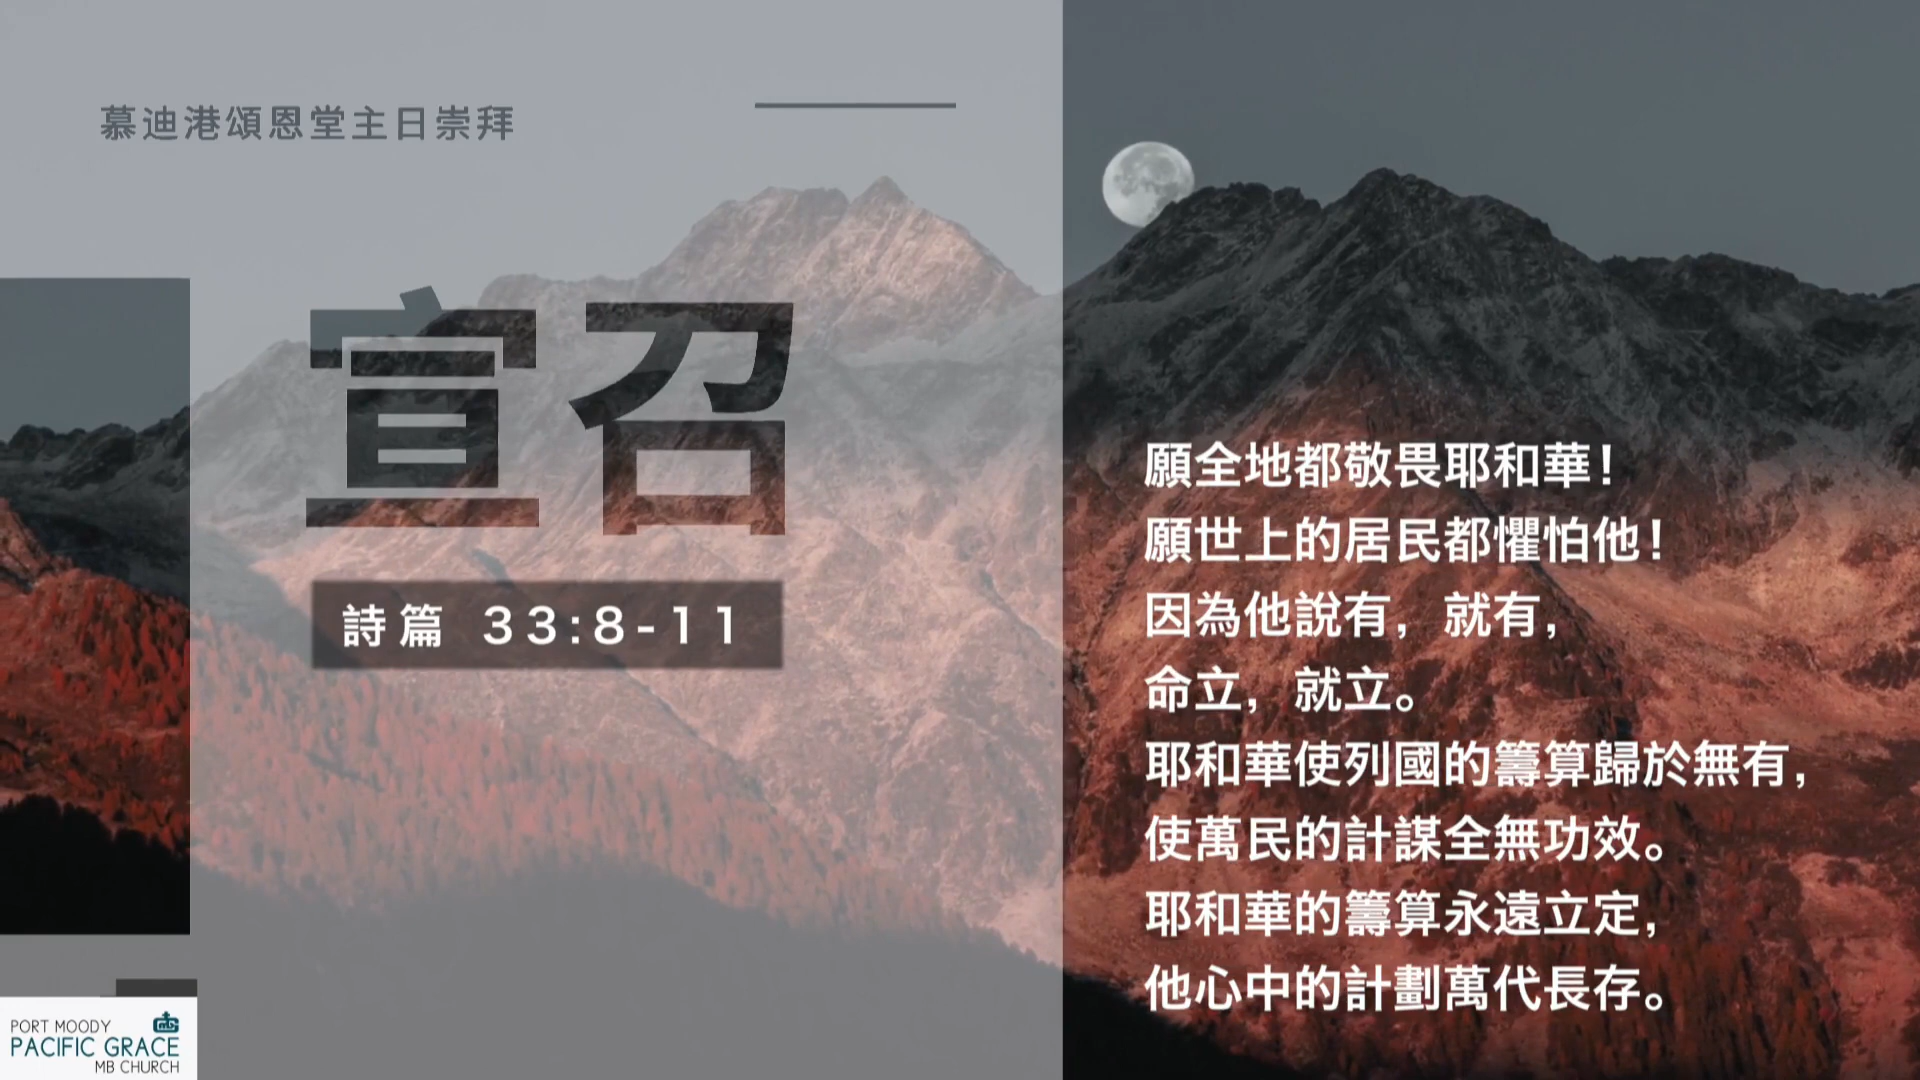 慕迪港頌恩堂主日崇拜
宣召
詩篇 33:8-11
願全地都敬畏耶和華！
願世上的居民都懼怕他！
因為他說有，就有，
命立，就立。
耶和華使列國的籌算歸於無有，
使萬民的計謀全無功效。
耶和華的籌算永遠立定，
他心中的計劃萬代長存。
PORT MOODY
PACIFIC GRACE
MB CHURCH